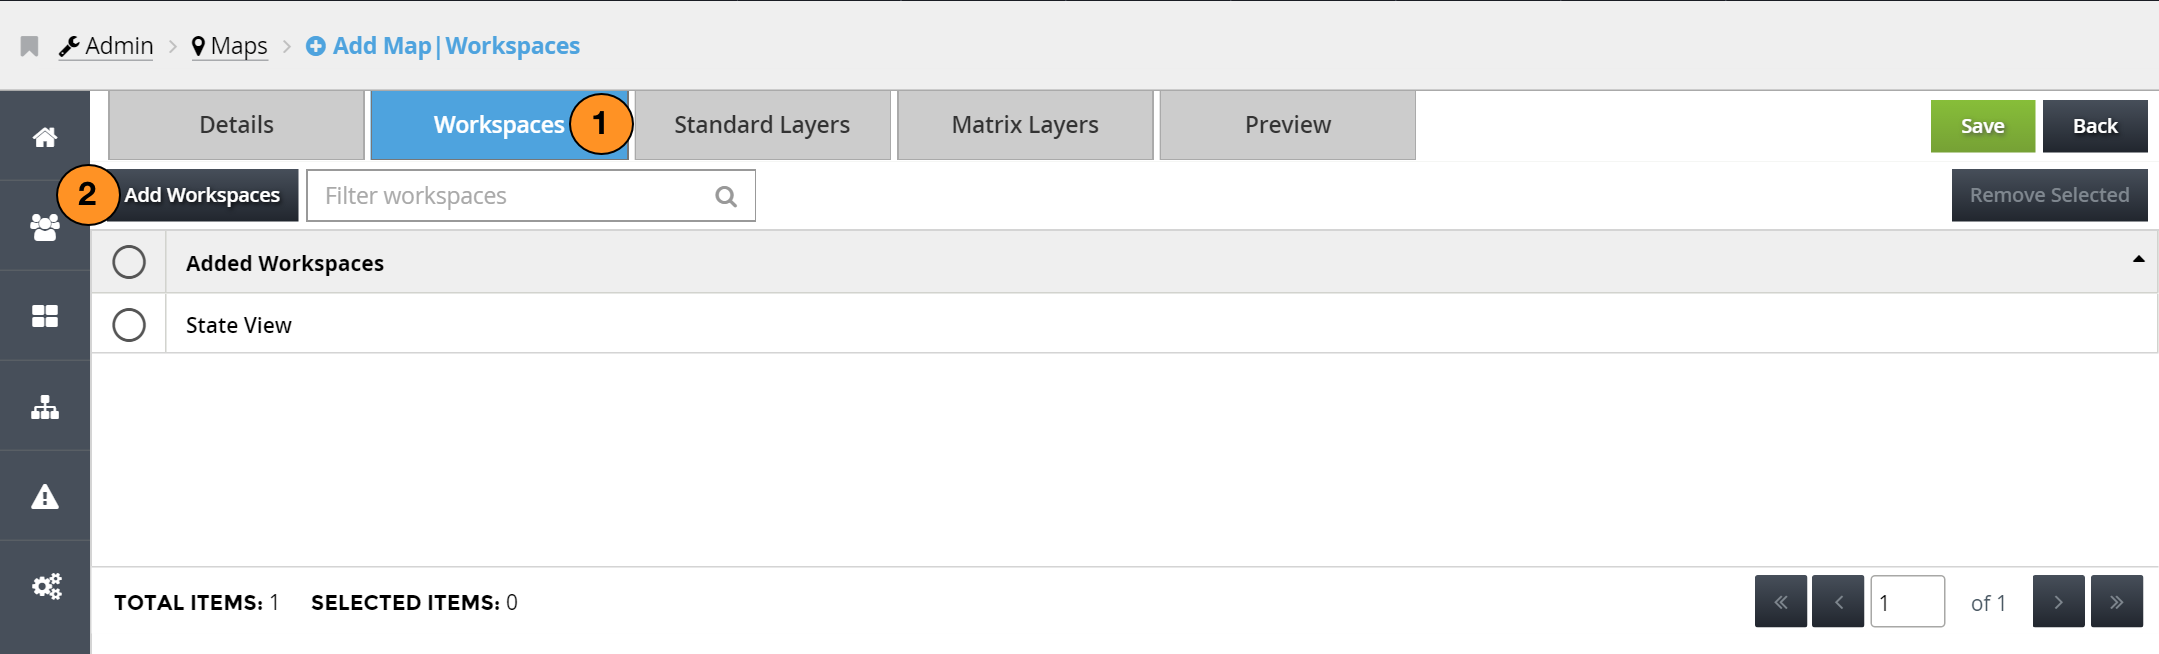 Admin > Maps > Add Map|Workspaces
Details Workspaces 1 Standard Layers Matrix Layers Preview Save Back
2 Add Workspaces Filter workspaces Remove Selected
Added Workspaces
State View
TOTAL ITEMS: 1 SELECTED ITEMS: 0 « < 1 of 1 > »